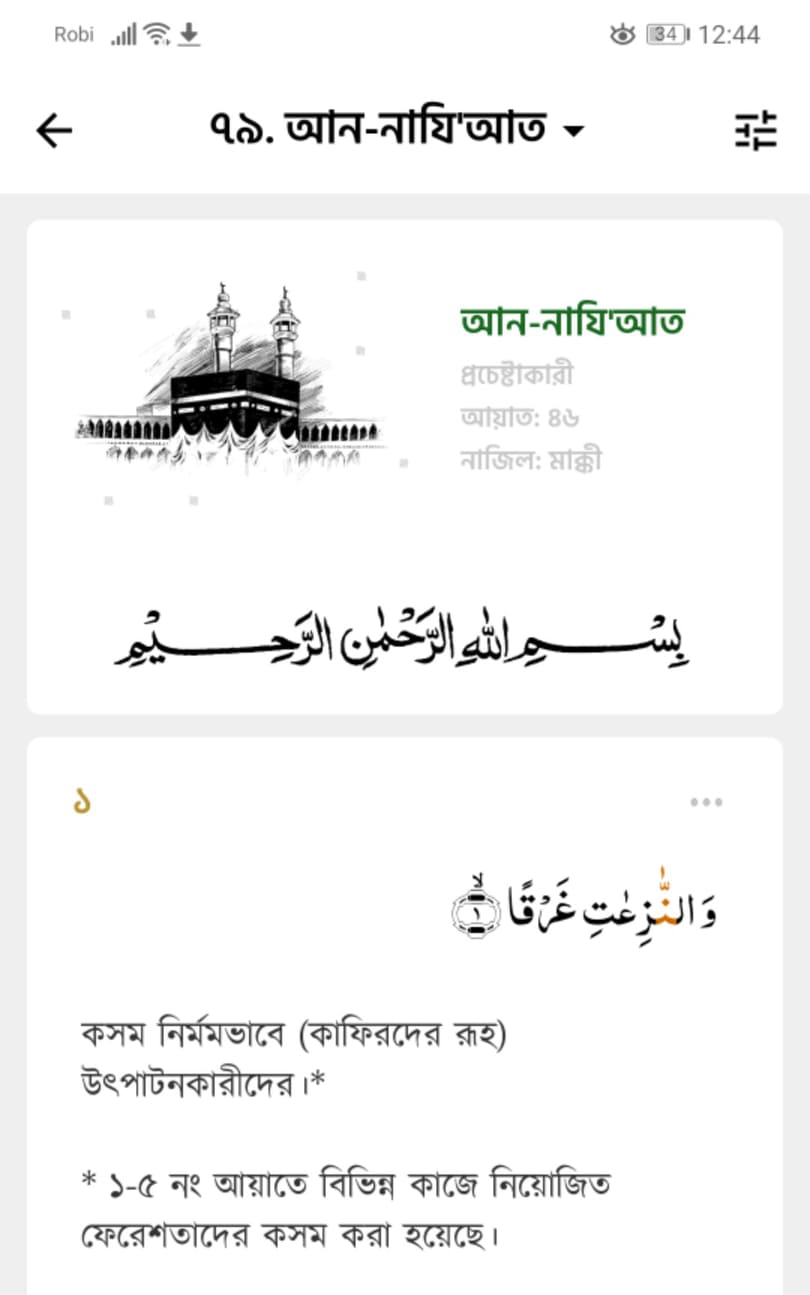 Robi 34 12:44
৭৯. আন-নাযি'আত
আন-নাযি'আত
প্রচেষ্টাকারী
আয়াত: ৪৬
নাজিল: মাক্কী
بِسْمِ اللّٰهِ الرَّحْمٰنِ الرَّحِيْمِ
১
وَالنّٰزِعٰتِ غَرْقًا ۙ ١
কসম নির্মমভাবে (কাফিরদের রূহ)
উৎপাটনকারীদের।*
* ১-৫ নং আয়াতে বিভিন্ন কাজে নিয়োজিত
ফেরেশতাদের কসম করা হয়েছে।